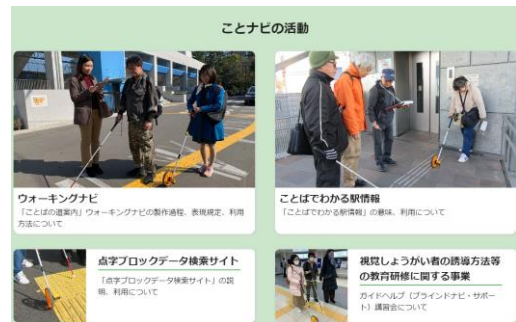 ことナビの活動
ウォーキングナビ
「ことばの道案内」ウォーキングナビの製作過程、表現規定、利用
方法について
ことばでわかる駅情報
「ことばでわかる駅情報」の意味、利用について
点字ブロックデータ検索サイト
「点字ブロックデータ検索サイト」の説
明、利用について
視覚しょうがい者の誘導方法等
の教育研修に関する事業
ガイドヘルプ（ブラインドナビ・サポー
ト）講習会について